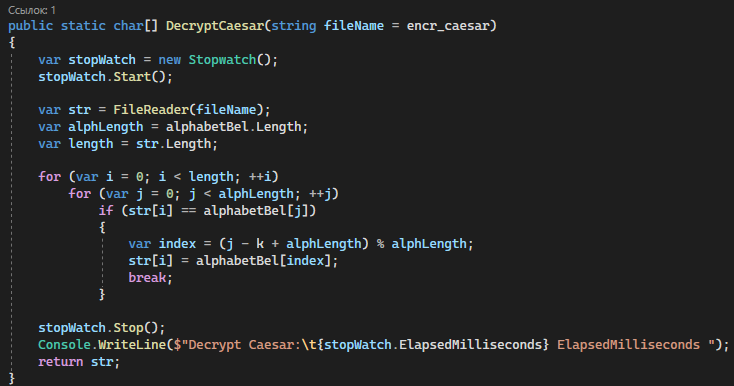 Ссылок: 1
public static char[] DecryptCaesar(string fileName = encr_caesar)
{
    var stopWatch = new Stopwatch();
    stopWatch.Start();

    var str = FileReader(fileName);
    var alphLength = alphabetBel.Length;
    var length = str.Length;

    for (var i = 0; i < length; ++i)
        for (var j = 0; j < alphLength; ++j)
            if (str[i] == alphabetBel[j])
            {
                var index = (j - k + alphLength) % alphLength;
                str[i] = alphabetBel[index];
                break;
            }

    stopWatch.Stop();
    Console.WriteLine($"Decrypt Caesar:\t{stopWatch.ElapsedMilliseconds} ElapsedMilliseconds ");
    return str;
}